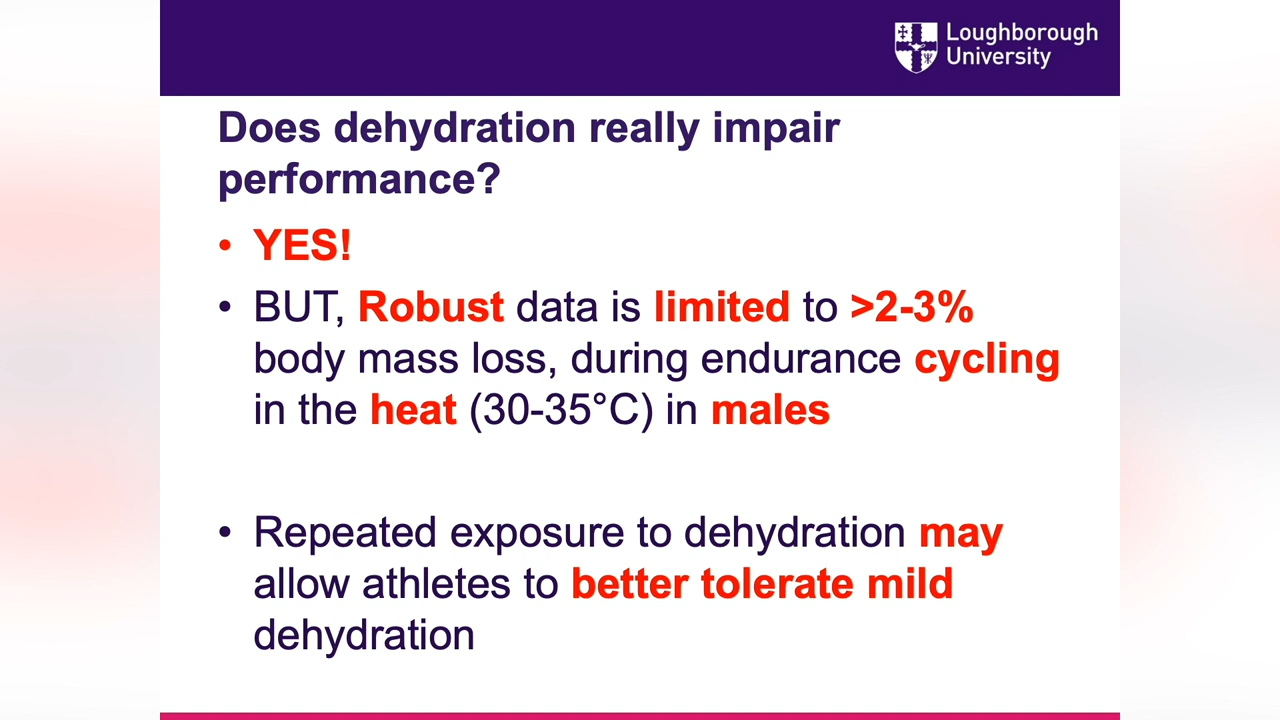 Loughborough
University
Does dehydration really impair
performance?
• YES!
• BUT, Robust data is limited to >2-3%
body mass loss, during endurance cycling
in the heat (30-35°C) in males
• Repeated exposure to dehydration may
allow athletes to better tolerate mild
dehydration